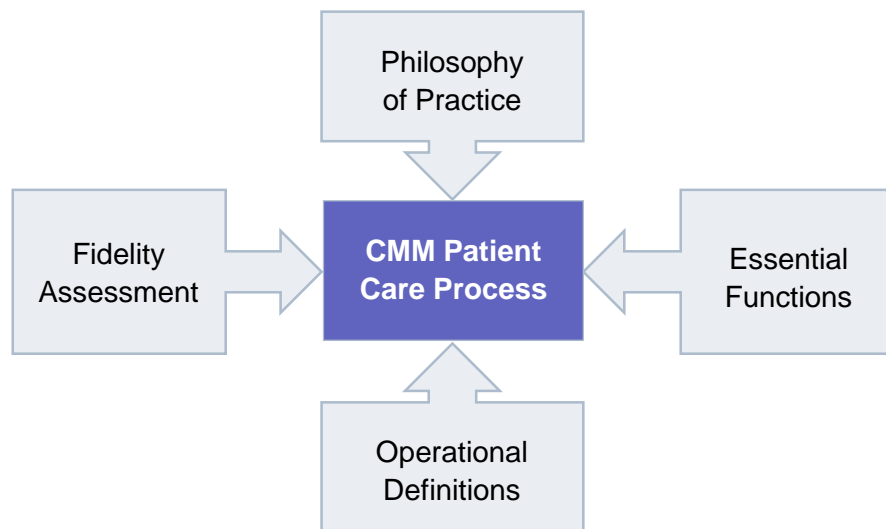 Philosophy
of Practice
Fidelity
Assessment
CMM Patient
Care Process
Essential
Functions
Operational
Definitions